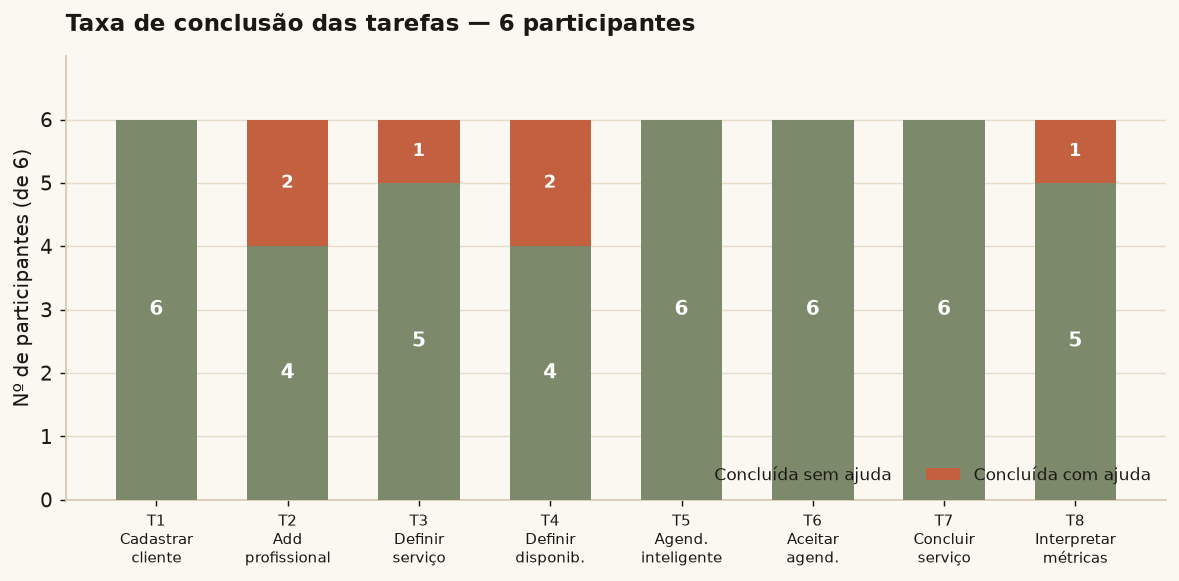 Taxa de conclusão das tarefas — 6 participantes
Nº de participantes (de 6)
6
5
4
3
2
1
0
6
2
4
1
5
2
4
6
6
6
1
5
Concluída sem ajuda
Concluída com ajuda
T1
Cadastrar
cliente
T2
Add
profissional
T3
Definir
serviço
T4
Definir
disponib.
T5
Agend.
inteligente
T6
Aceitar
agend.
T7
Concluir
serviço
T8
Interpretar
métricas